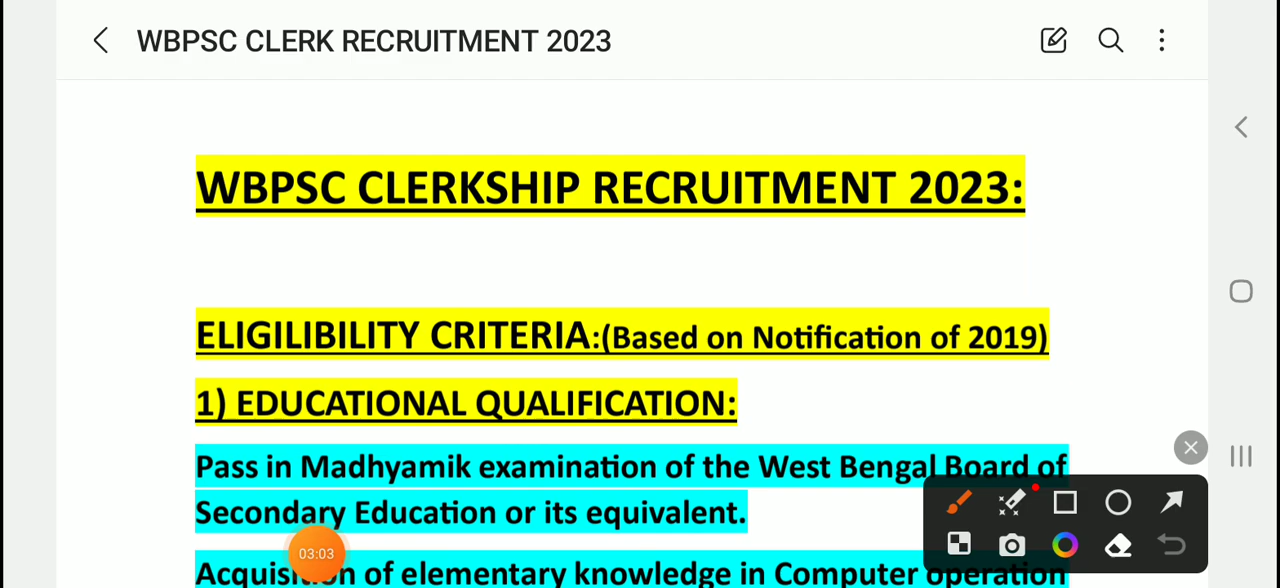 WBPSC CLERK RECRUITMENT 2023
WBPSC CLERKSHIP RECRUITMENT 2023:
ELIGILIBILITY CRITERIA:(Based on Notification of 2019)
1) EDUCATIONAL QUALIFICATION:
Pass in Madhyamik examination of the West Bengal Board of
Secondary Education or its equivalent.
03:03
Acquisition of elementary knowledge in Computer operation